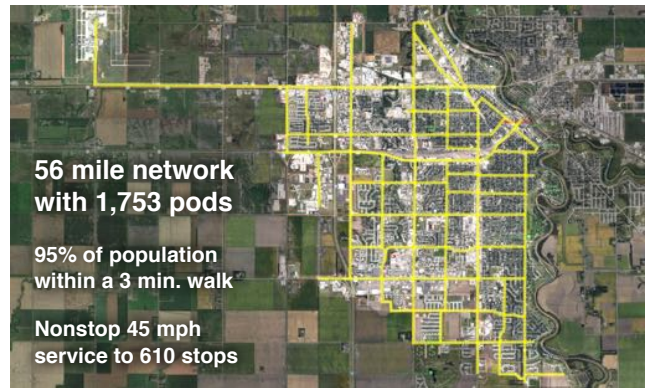 56 mile network
with 1,753 pods
95% of population
within a 3 min. walk
Nonstop 45 mph
service to 610 stops